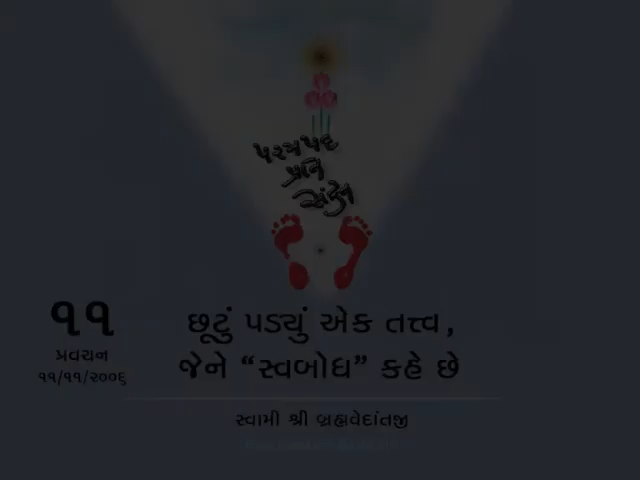 પરમપદ
પ્રતિ
સંકેત
૧૧
પ્રવચન
૧૧/૧૧/૨૦૦૬
છૂટું પડ્યું એક તત્ત્વ,
જેને “સ્વબોધ” કહે છે
સ્વામી શ્રી બ્રહ્મવેદાંતજી